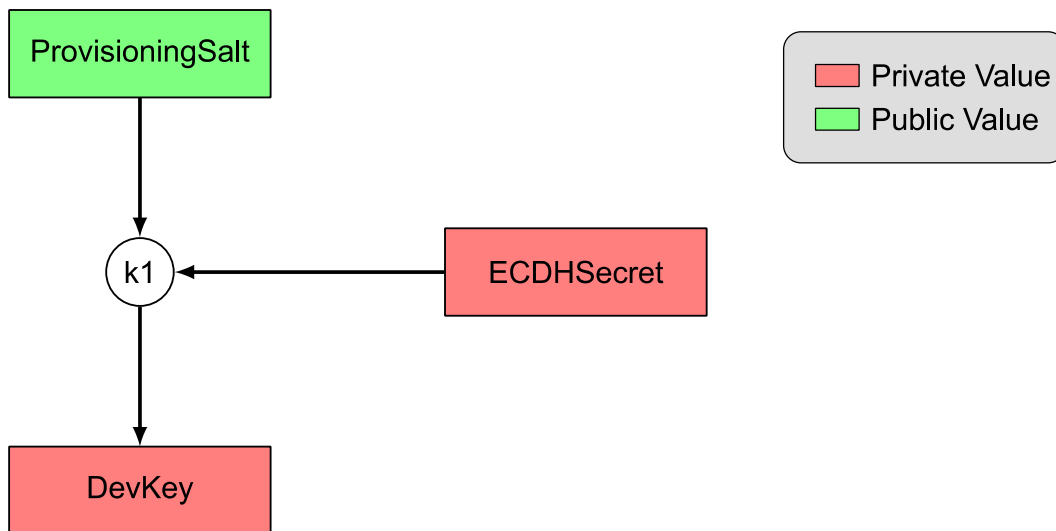 ProvisioningSalt
Private Value
Public Value
k1
ECDHSecret
DevKey